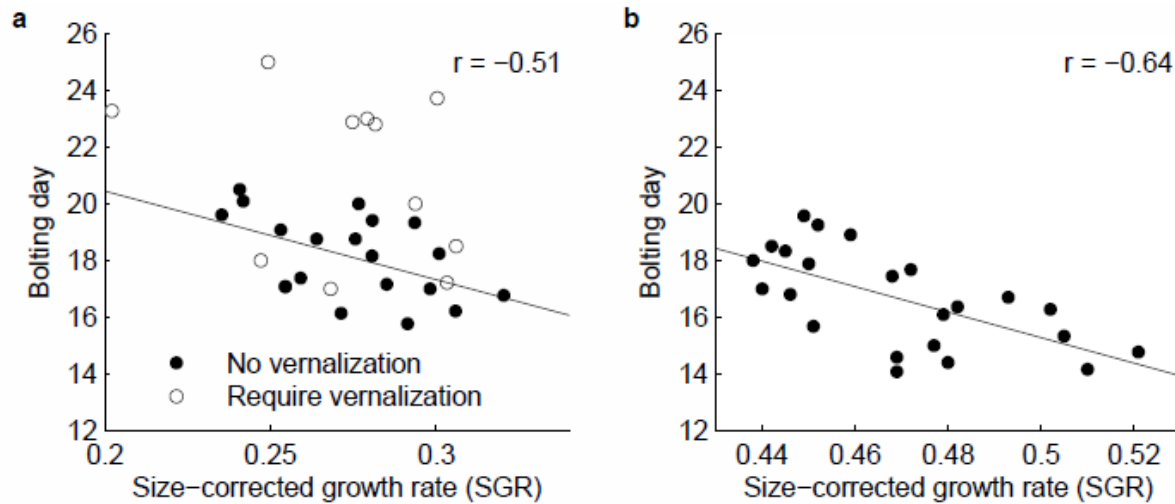 a
26
24
22
20
18
16
14
12
Bolting day
r = −0.51
No vernalization
Require vernalization
0.2
0.25
0.3
Size−corrected growth rate (SGR)
b
26
24
22
20
18
16
14
12
Bolting day
r = −0.64
0.44
0.46
0.48
0.5
0.52
Size−corrected growth rate (SGR)